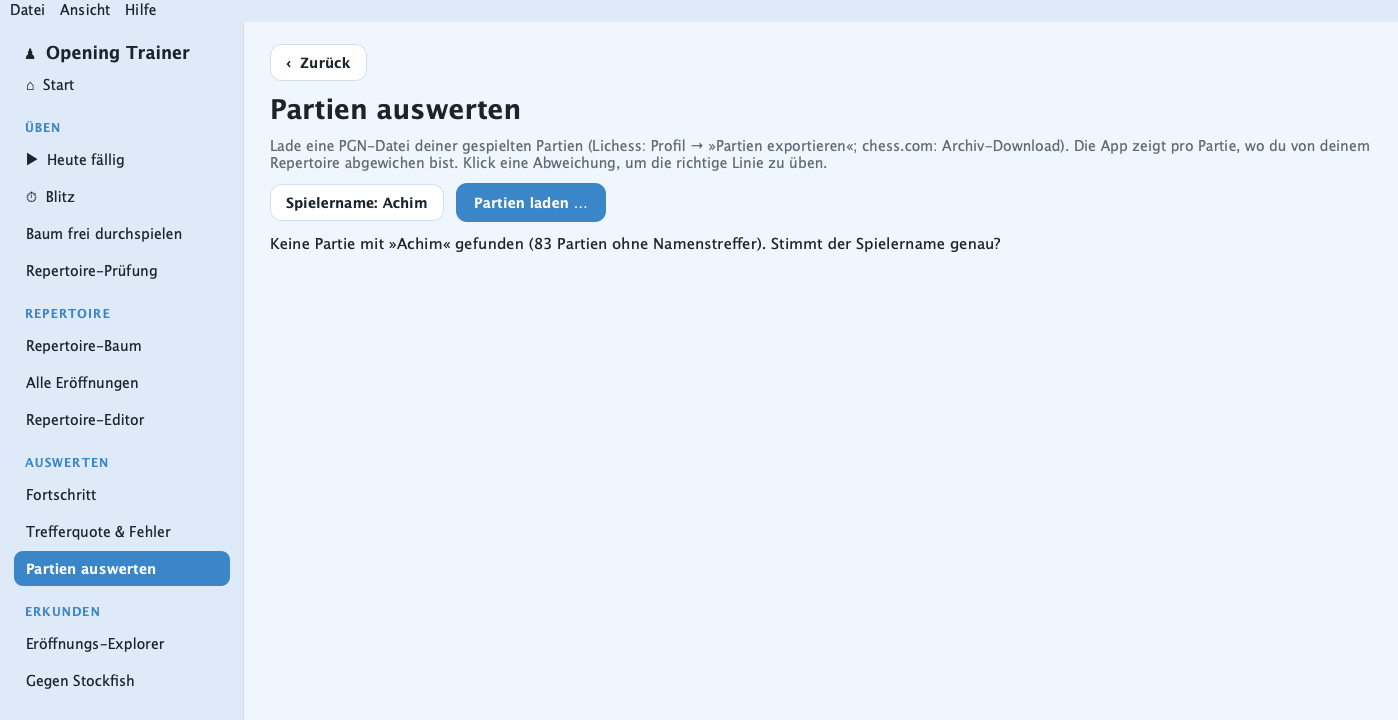 Datei Ansicht Hilfe
♟ Opening Trainer
⌂ Start
ÜBEN
▶ Heute fällig
⏱ Blitz
Baum frei durchspielen
Repertoire-Prüfung
REPERTOIRE
Repertoire-Baum
Alle Eröffnungen
Repertoire-Editor
AUSWERTEN
Fortschritt
Trefferquote & Fehler
Partien auswerten
ERKUNDEN
Eröffnungs-Explorer
Gegen Stockfish
‹ Zurück
Partien auswerten
Lade eine PGN-Datei deiner gespielten Partien (Lichess: Profil → »Partien exportieren«; chess.com: Archiv-Download). Die App zeigt pro Partie, wo du von deinem
Repertoire abgewichen bist. Klick eine Abweichung, um die richtige Linie zu üben.
Spielername: Achim
Partien laden …
Keine Partie mit »Achim« gefunden (83 Partien ohne Namenstreffer). Stimmt der Spielername genau?